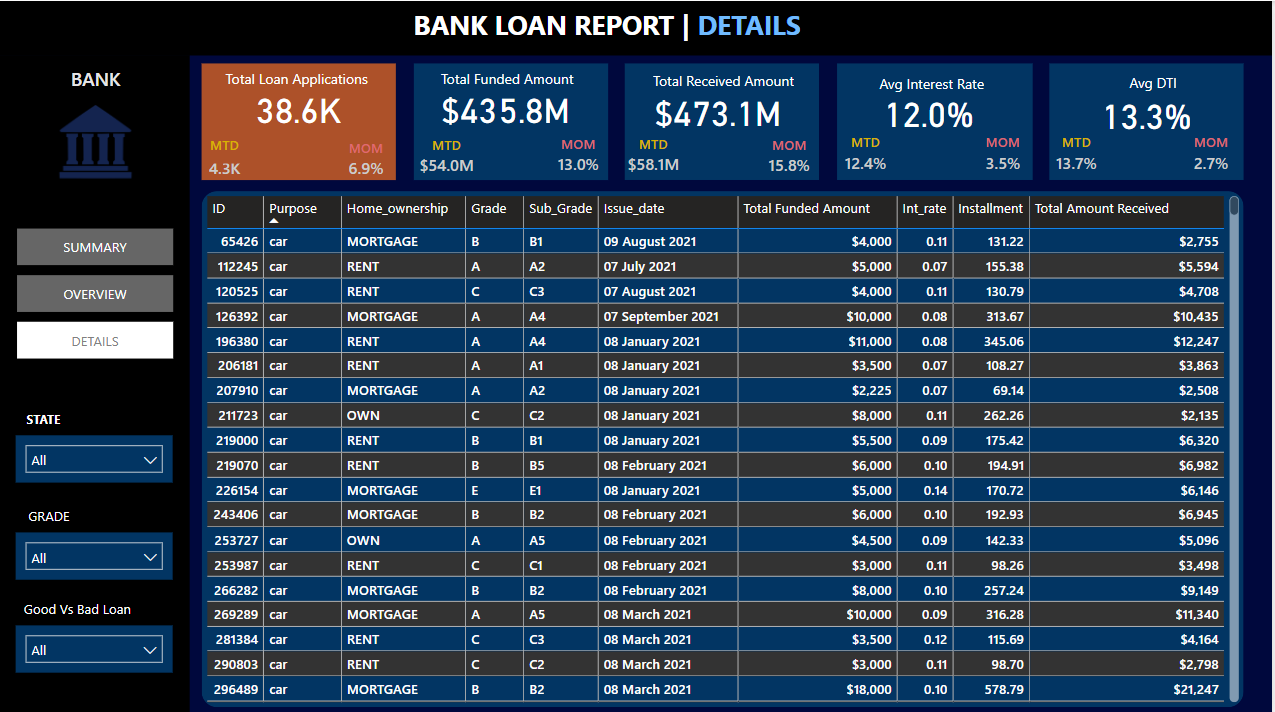 BANK LOAN REPORT | DETAILS
BANK
SUMMARY
OVERVIEW
DETAILS
STATE
All
GRADE
All
Good Vs Bad Loan
All
Total Loan Applications
38.6K
MTD MOM
4.3K 6.9%
Total Funded Amount
$435.8M
MTD MOM
$54.0M 13.0%
Total Received Amount
$473.1M
MTD MOM
$58.1M 15.8%
Avg Interest Rate
12.0%
MTD MOM
12.4% 3.5%
Avg DTI
13.3%
MTD MOM
13.7% 2.7%
ID Purpose Home_ownership Grade Sub_Grade Issue_date Total Funded Amount Int_rate Installment Total Amount Received
65426 car MORTGAGE B B1 09 August 2021 $4,000 0.11 131.22 $2,755
112245 car RENT A A2 07 July 2021 $5,000 0.07 155.38 $5,594
120525 car RENT C C3 07 August 2021 $4,000 0.11 130.79 $4,708
126392 car MORTGAGE A A4 07 September 2021 $10,000 0.08 313.67 $10,435
196380 car RENT A A4 08 January 2021 $11,000 0.08 345.06 $12,247
206181 car RENT A A1 08 January 2021 $3,500 0.07 108.27 $3,863
207910 car MORTGAGE A A2 08 January 2021 $2,225 0.07 69.14 $2,508
211723 car OWN C C2 08 January 2021 $8,000 0.11 262.26 $2,135
219000 car RENT B B1 08 January 2021 $5,500 0.09 175.42 $6,320
219070 car RENT B B5 08 February 2021 $6,000 0.10 194.91 $6,982
226154 car MORTGAGE E E1 08 January 2021 $5,000 0.14 170.72 $6,146
243406 car MORTGAGE B B2 08 February 2021 $6,000 0.10 192.93 $6,945
253727 car OWN A A5 08 February 2021 $4,500 0.09 142.33 $5,096
253987 car RENT C C1 08 February 2021 $3,000 0.11 98.26 $3,498
266282 car MORTGAGE B B2 08 February 2021 $8,000 0.10 257.24 $9,149
269289 car MORTGAGE A A5 08 March 2021 $10,000 0.09 316.28 $11,340
281384 car RENT C C3 08 March 2021 $3,500 0.12 115.69 $4,164
290803 car RENT C C2 08 March 2021 $3,000 0.11 98.70 $2,798
296489 car MORTGAGE B B2 08 March 2021 $18,000 0.10 578.79 $21,247